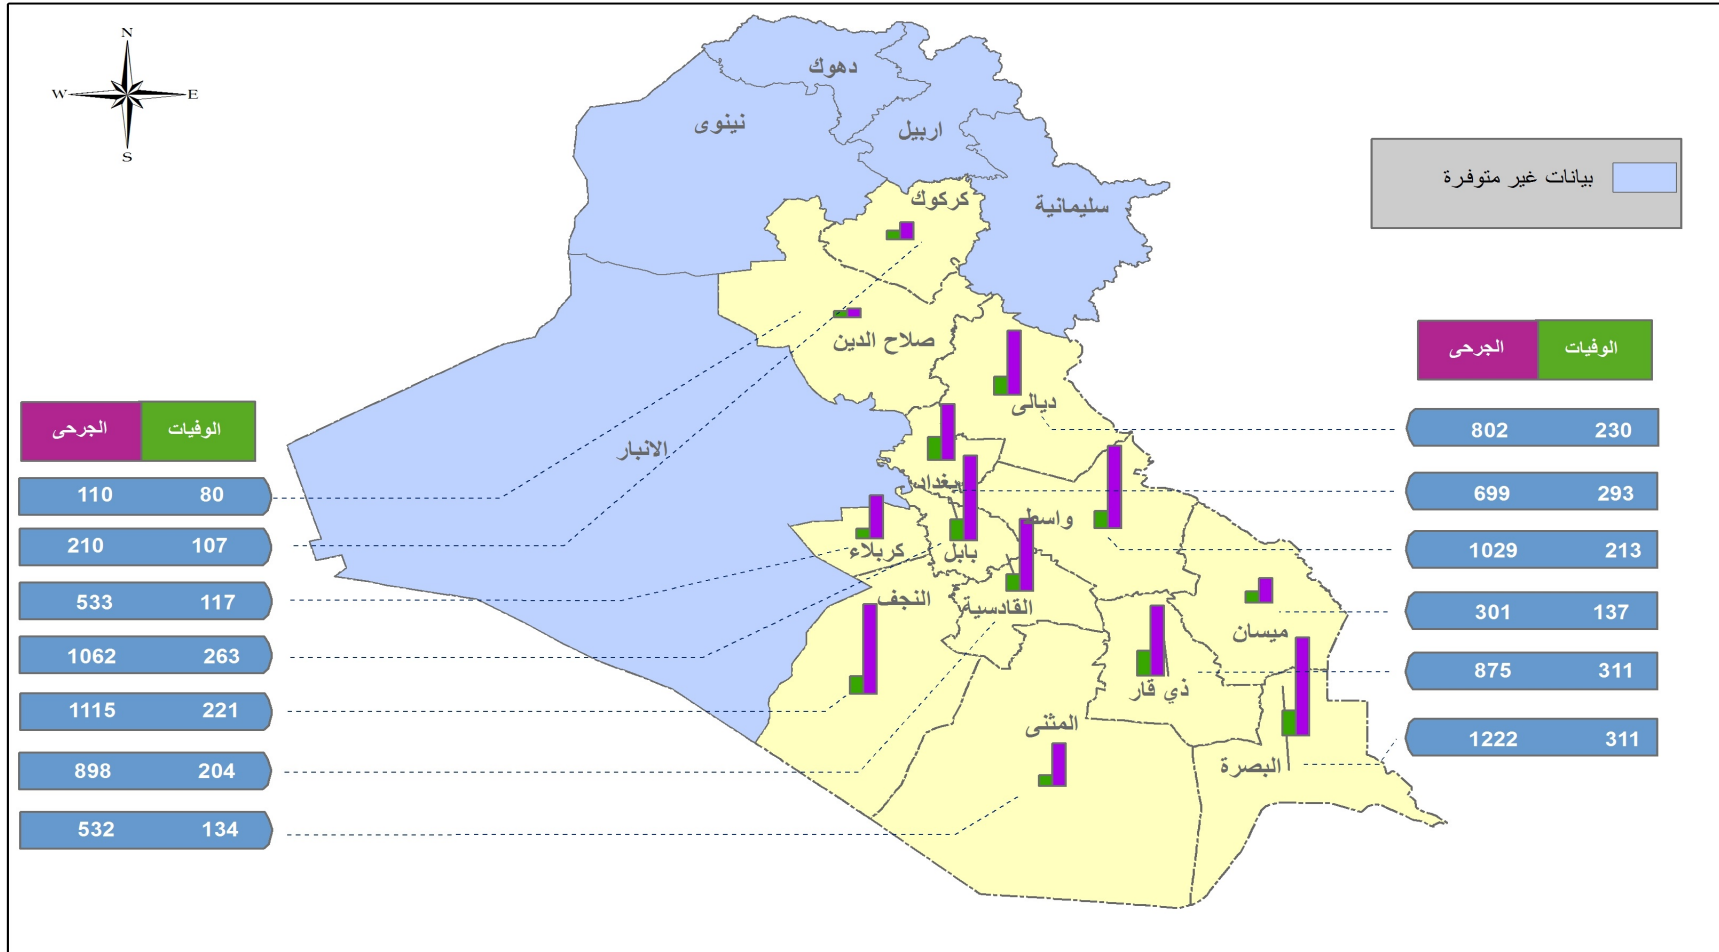 N
W
E
S
دهوك
نينوى
اربيل
سليمانية
كركوك
بيانات غير متوفرة
صلاح الدين
ديالى
الانبار
بغداد
واسط
كربلاء
بابل
النجف
القادسية
ميسان
ذي قار
المثنى
البصرة
الجرحى الوفيات
802 230
699 293
1029 213
301 137
875 311
1222 311
الجرحى الوفيات
110 80
210 107
533 117
1062 263
1115 221
898 204
532 134